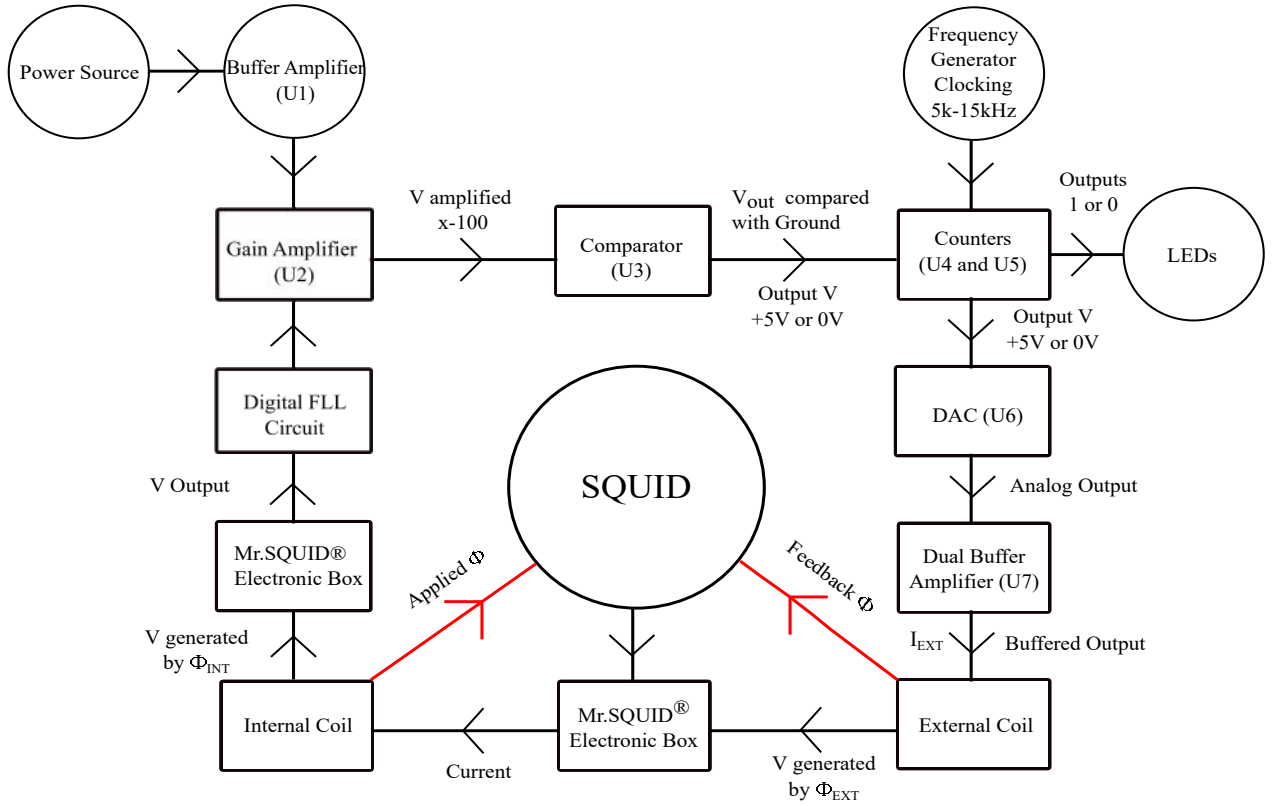 Power Source
Buffer Amplifier
(U1)
Frequency
Generator
Clocking
5k-15kHz
V amplified
x-100
Vout compared
with Ground
Outputs
1 or 0
Gain Amplifier
(U2)
Comparator
(U3)
Counters
(U4 and U5)
LEDs
Output V
+5V or 0V
Output V
+5V or 0V
Digital FLL
Circuit
SQUID
DAC (U6)
V Output
Analog Output
Mr.SQUID®
Electronic Box
Applied Φ
Feedback Φ
Dual Buffer
Amplifier (U7)
V generated
by ΦINT
IEXT
Buffered Output
Internal Coil
Mr.SQUID®
Electronic Box
External Coil
Current
V generated
by ΦEXT